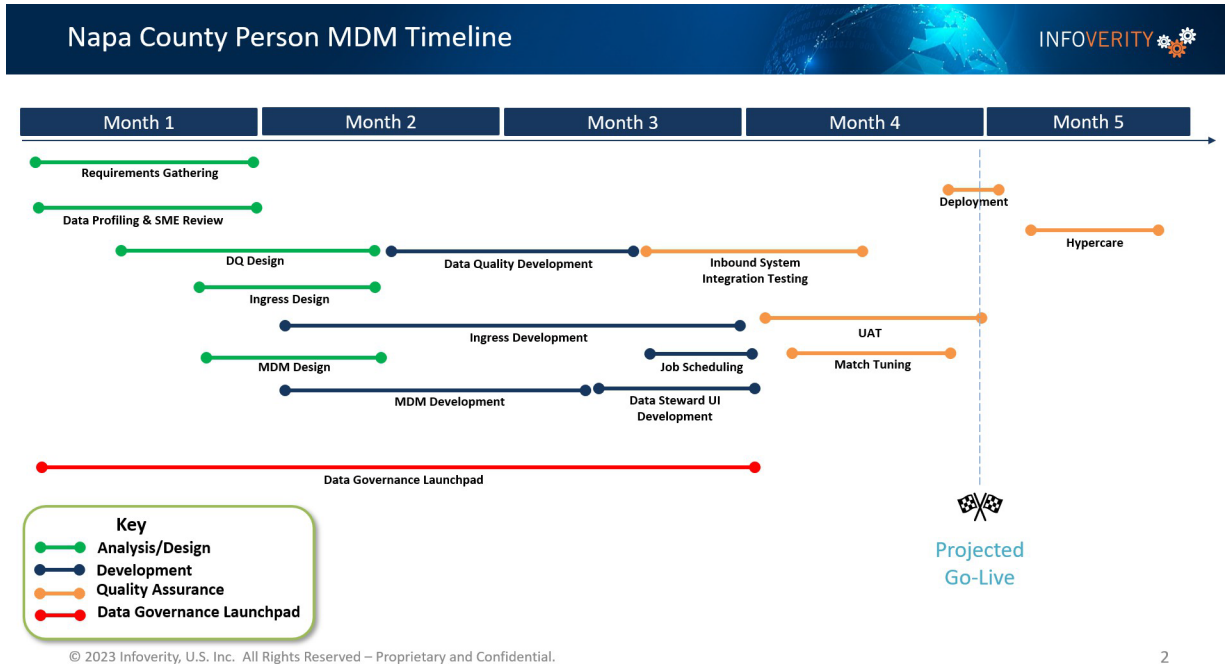 Napa County Person MDM Timeline
INFOVERITY
Month 1
Month 2
Month 3
Month 4
Month 5
Requirements Gathering
Deployment
Data Profiling & SME Review
Hypercare
DQ Design
Data Quality Development
Inbound System
Integration Testing
Ingress Design
Ingress Development
UAT
MDM Design
Job Scheduling
Match Tuning
MDM Development
Data Steward UI
Development
Data Governance Launchpad
Key
Analysis/Design
Development
Quality Assurance
Data Governance Launchpad
Projected
Go-Live
© 2023 Infoverity, U.S. Inc. All Rights Reserved – Proprietary and Confidential.
2